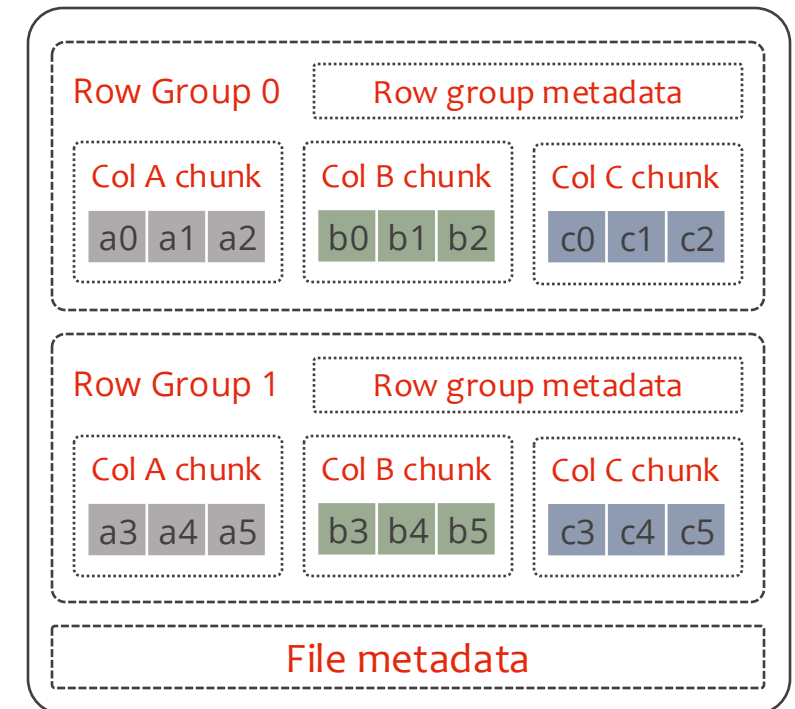 Row Group 0 Row group metadata
Col A chunk Col B chunk Col C chunk
a0 a1 a2 b0 b1 b2 c0 c1 c2
Row Group 1 Row group metadata
Col A chunk Col B chunk Col C chunk
a3 a4 a5 b3 b4 b5 c3 c4 c5
File metadata